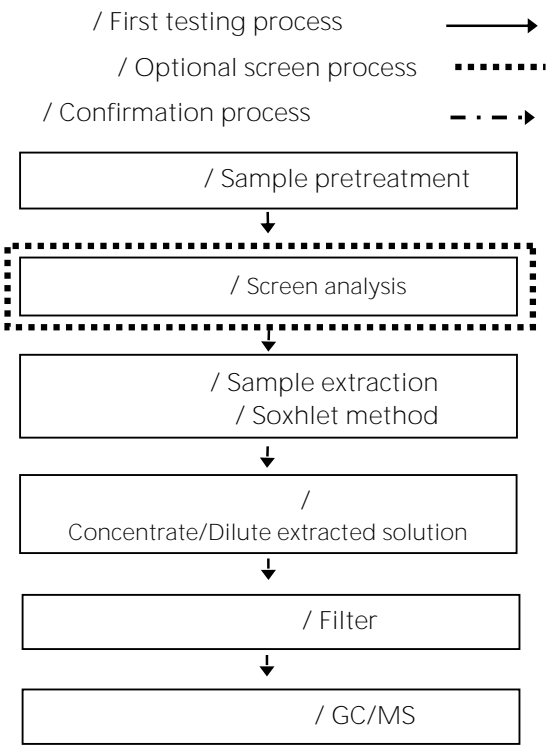 / First testing process
/ Optional screen process
/ Confirmation process
/ Sample pretreatment
/ Screen analysis
/ Sample extraction
/ Soxhlet method
/
Concentrate/Dilute extracted solution
/ Filter
/ GC/MS